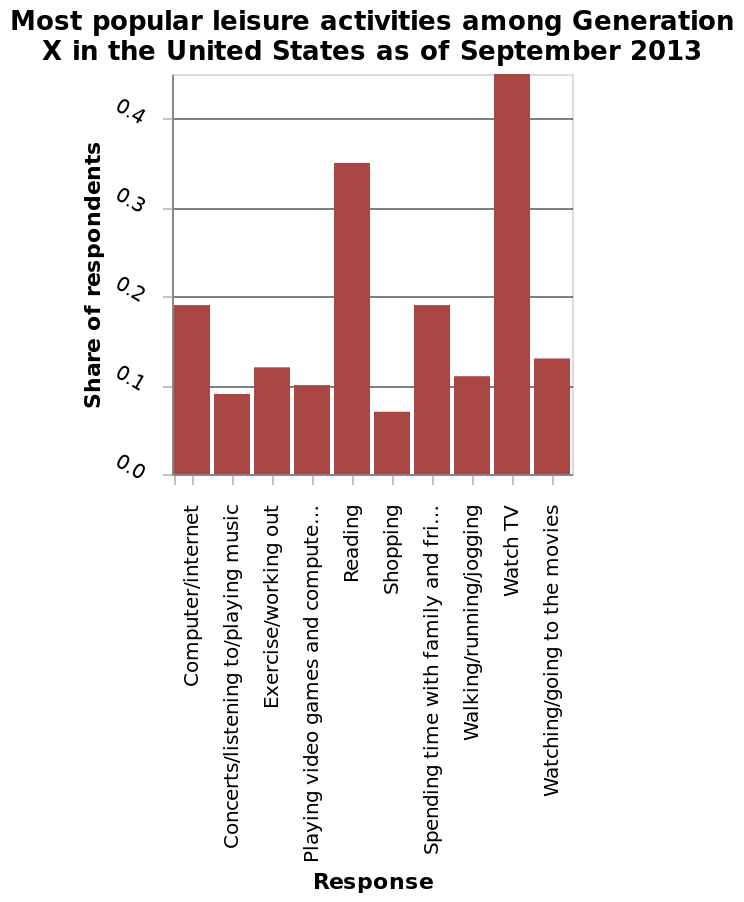 Most popular leisure activities among Generation
X in the United States as of September 2013
Share of respondents
0.4
0.3
0.2
0.1
0.0
Computer/internet
Concerts/listening to/playing music
Exercise/working out
Playing video games and compute...
Reading
Shopping
Spending time with family and fri...
Walking/running/jogging
Watch TV
Watching/going to the movies
Response